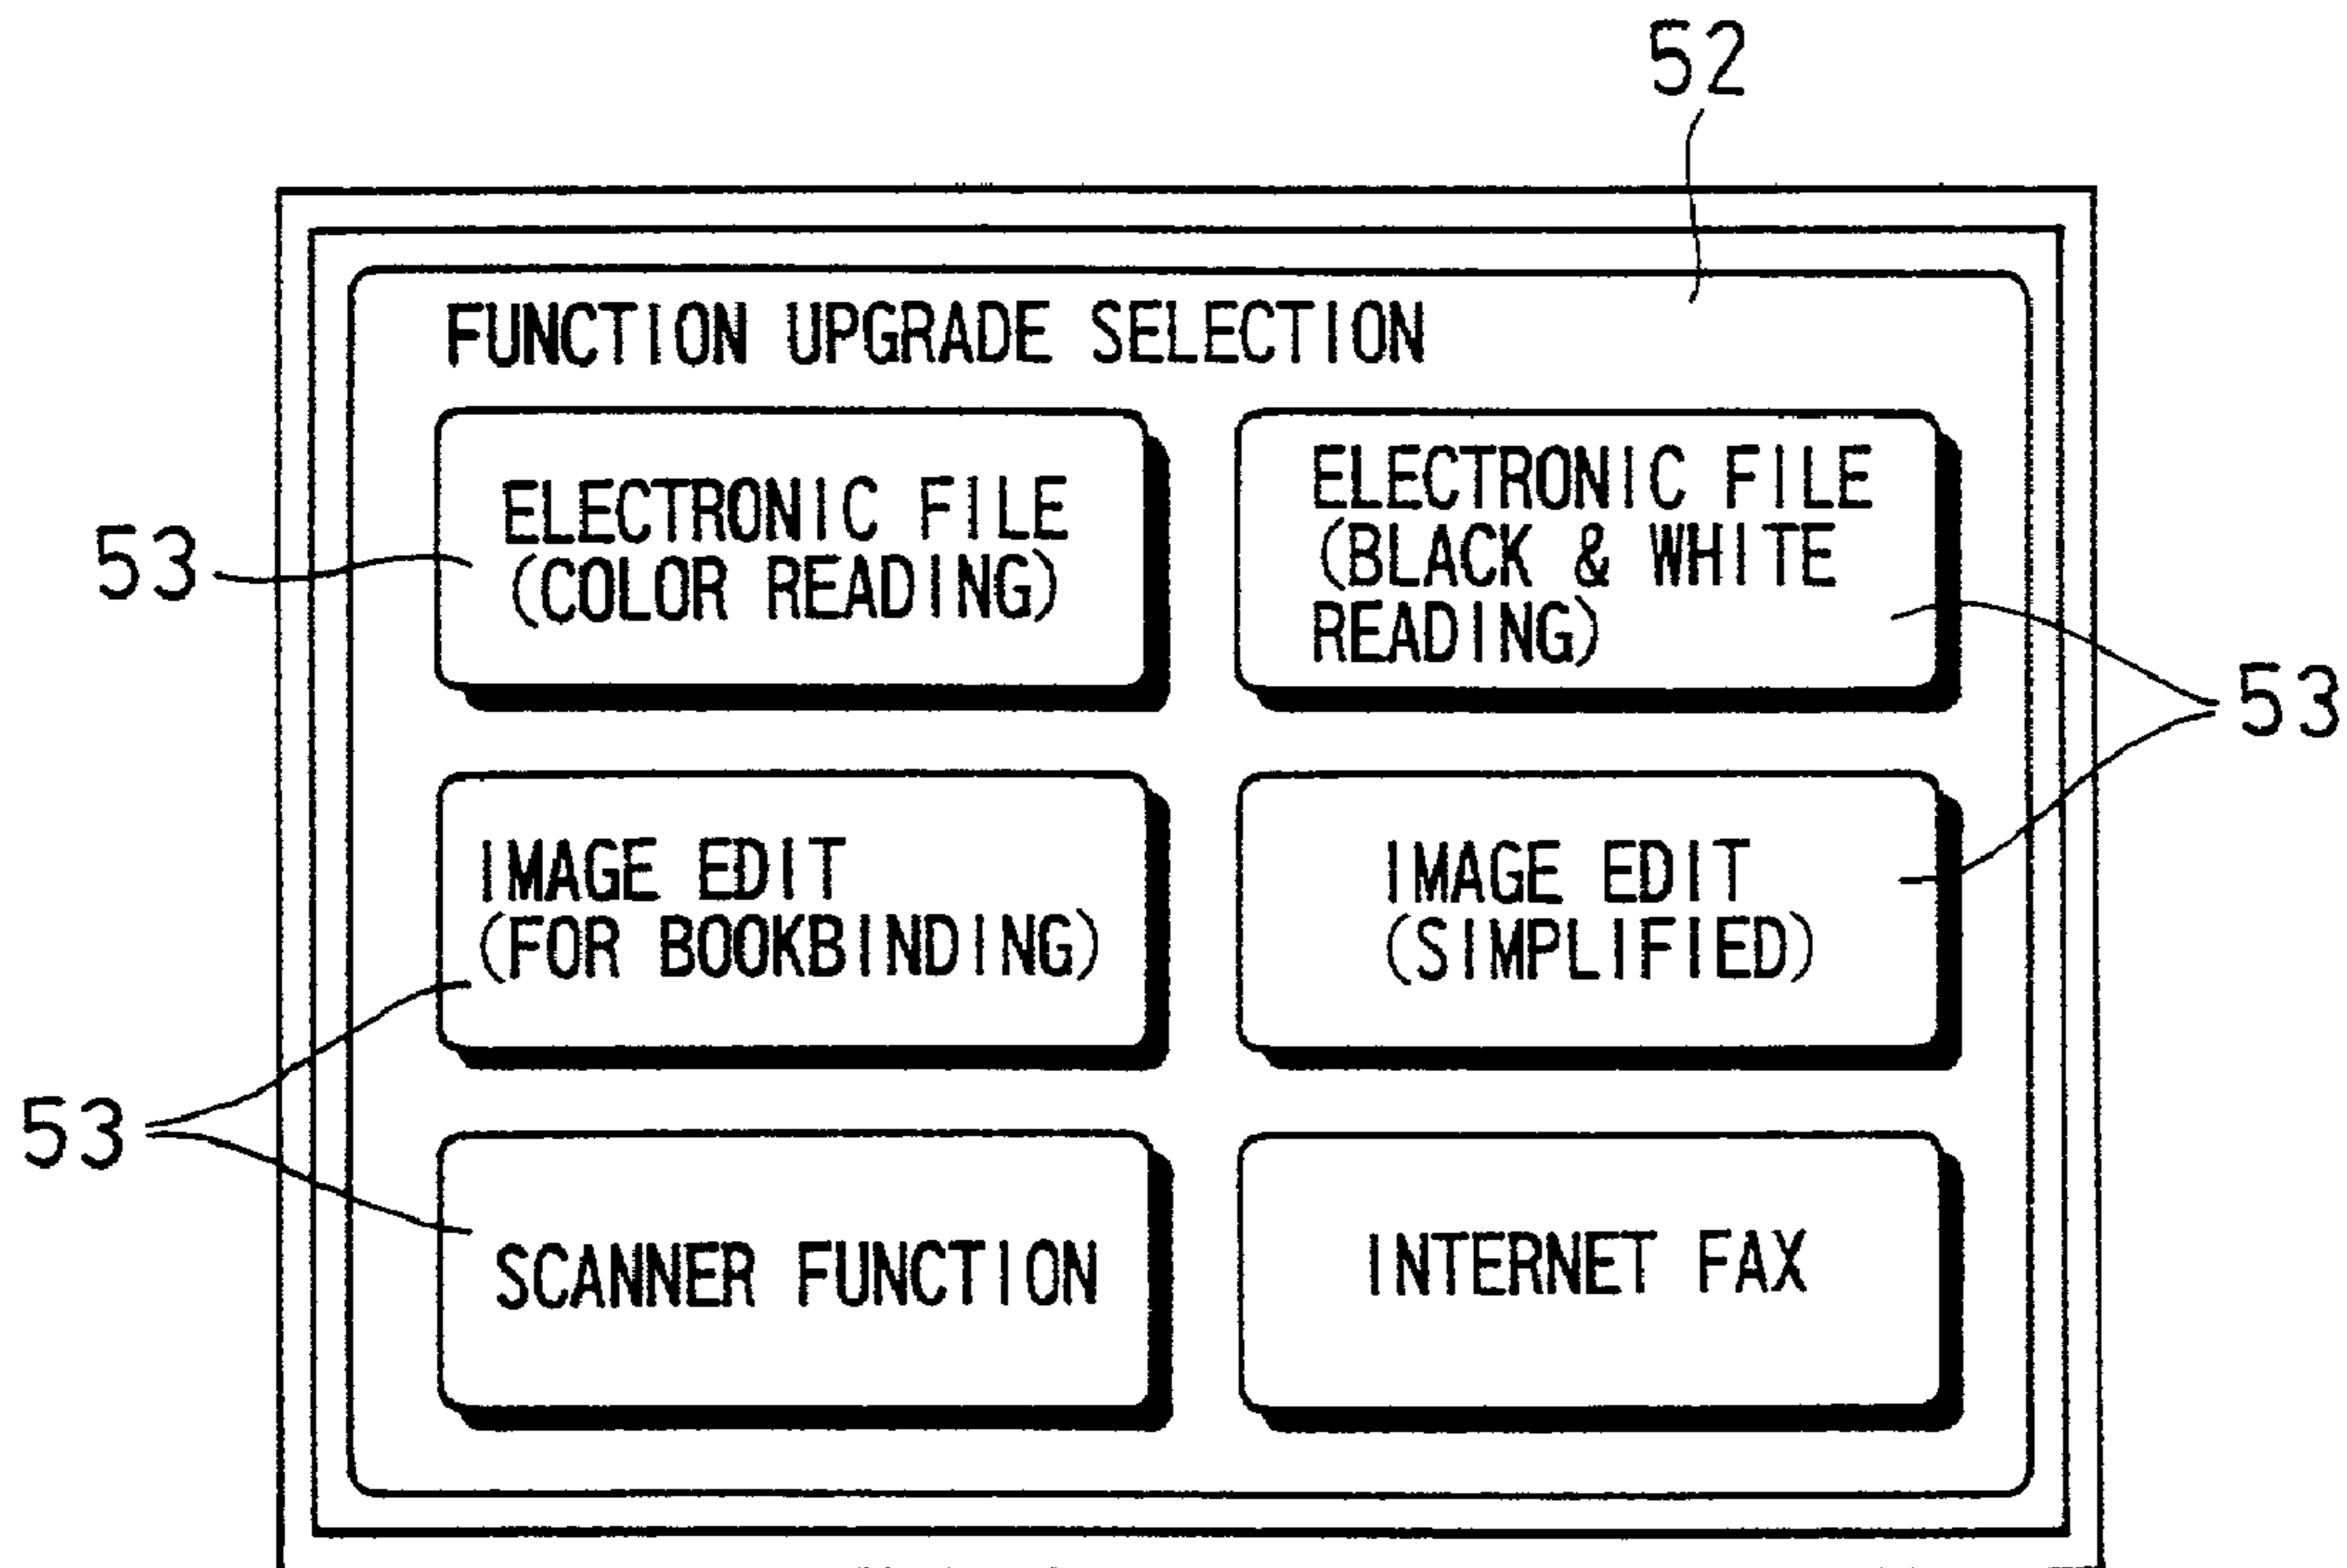 52
FUNCTION UPGRADE SELECTION
ELECTRONIC FILE
(COLOR READING)
ELECTRONIC FILE
(BLACK & WHITE
READING)
53
53
IMAGE EDIT
(FOR BOOKBINDING)
IMAGE EDIT
(SIMPLIFIED)
53
SCANNER FUNCTION
INTERNET FAX